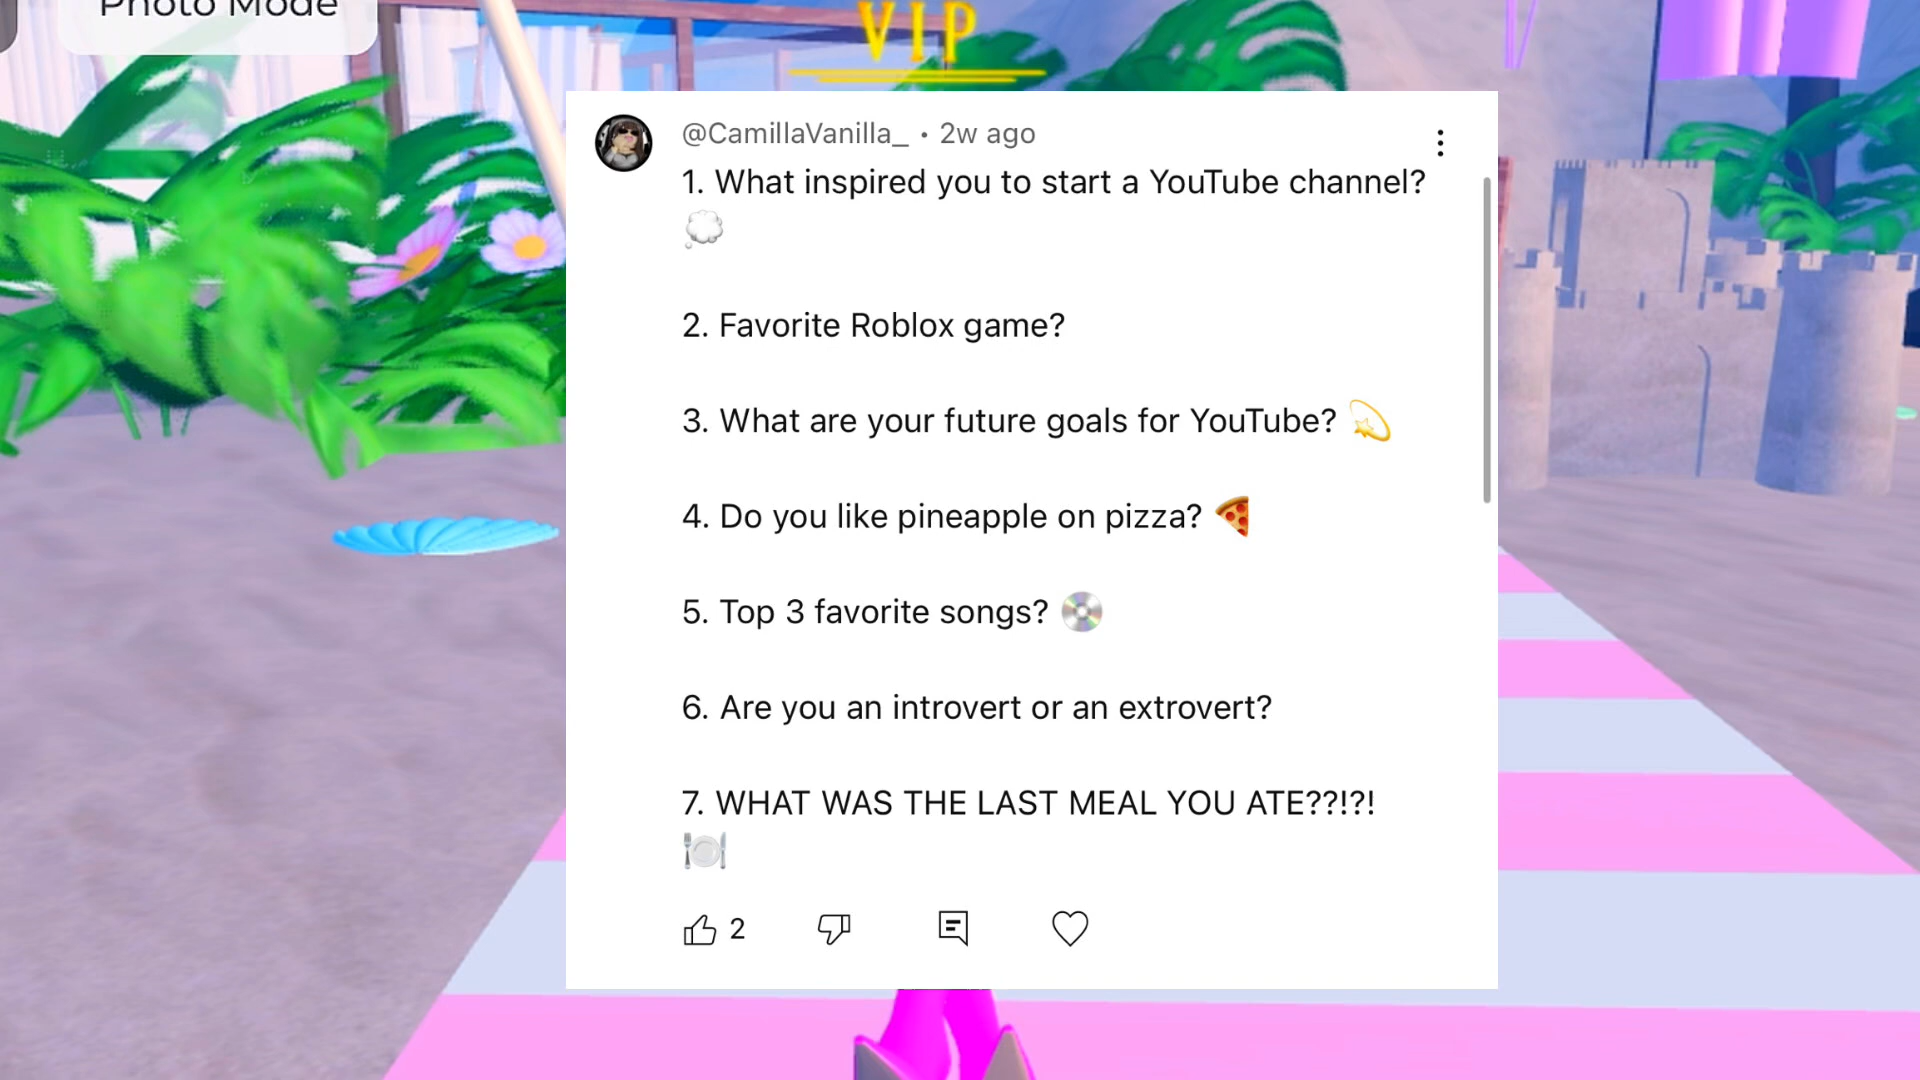 Photo Mode
VIP
@CamillaVanilla_ • 2w ago
1. What inspired you to start a YouTube channel?
💭
2. Favorite Roblox game?
3. What are your future goals for YouTube? 💫
4. Do you like pineapple on pizza? 🍕
5. Top 3 favorite songs? 💿
6. Are you an introvert or an extrovert?
7. WHAT WAS THE LAST MEAL YOU ATE??!?!
🍽️
2